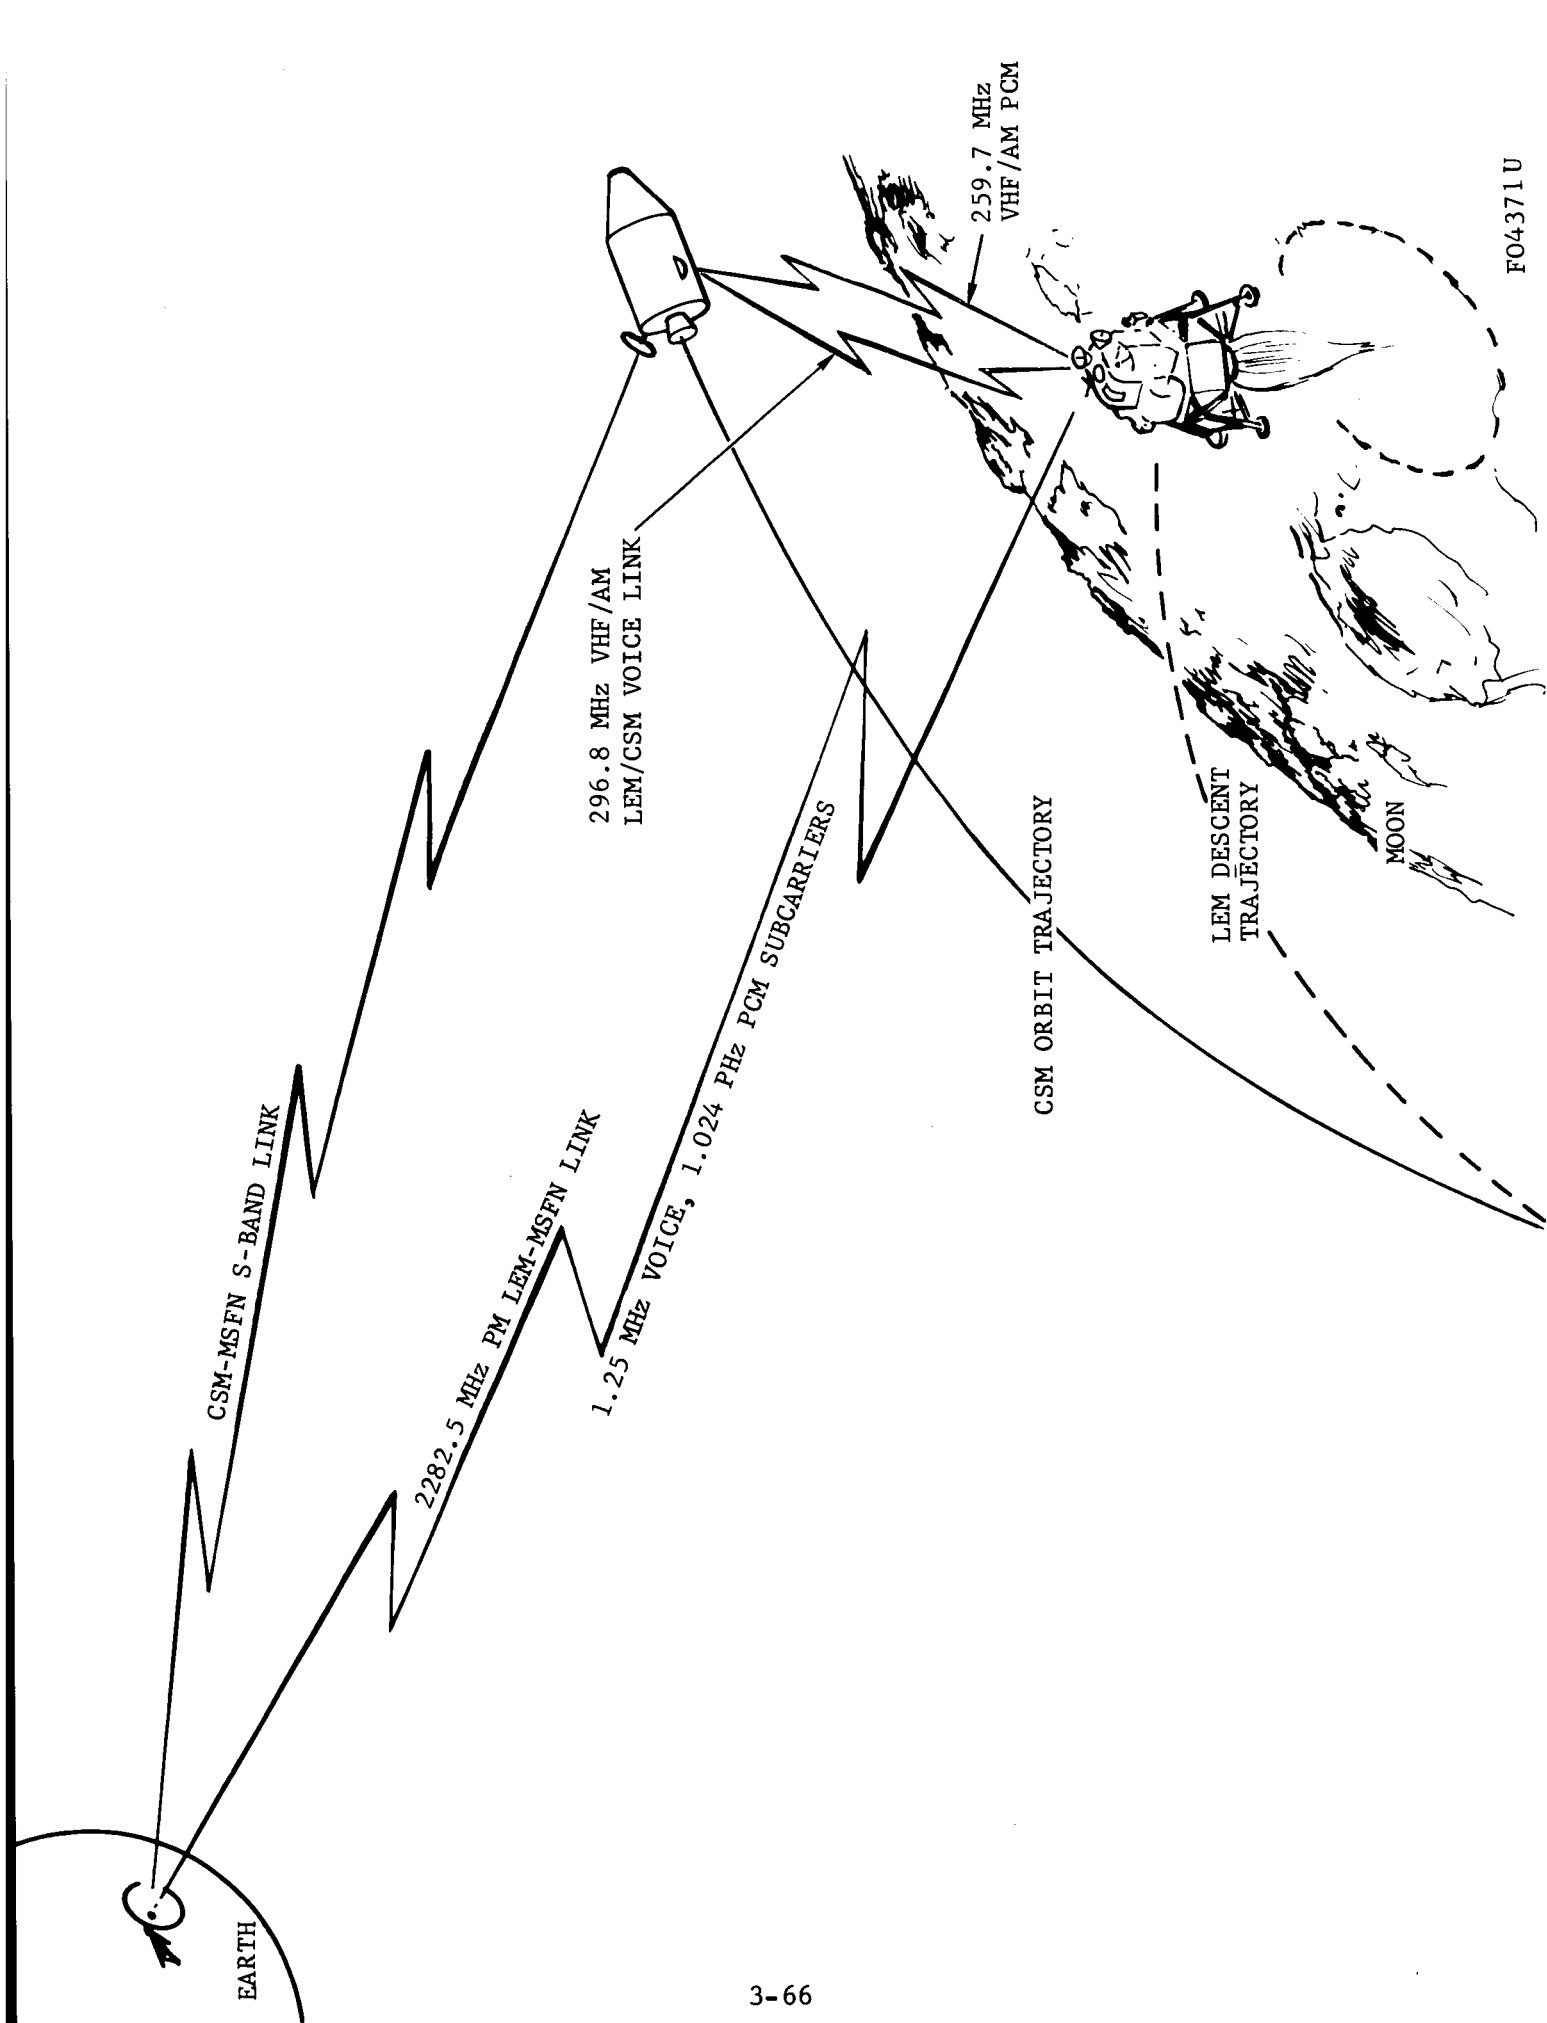 CSM-MSFN S-BAND LINK
2282.5 MHz PM LEM-MSFN LINK
1.25 MHz VOICE, 1.024 PHz PCM SUBCARRIERS
296.8 MHz VHF/AM
LEM/CSM VOICE LINK
259.7 MHz
VHF/AM PCM
CSM ORBIT TRAJECTORY
LEM DESCENT
TRAJECTORY
MOON
EARTH
F04371U
3-66